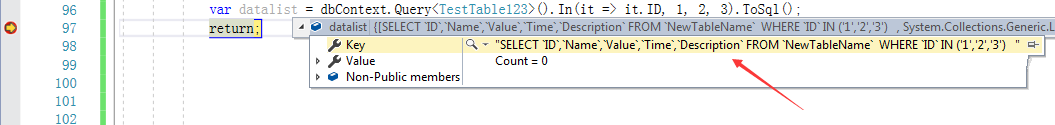 96 var datalist = dbContext.Query<TestTable123>().In(it => it.ID, 1, 2, 3).ToSql();
97 return;
datalist {[SELECT `ID`,`Name`,`Value`,`Time`,`Description` FROM `NewTableName` WHERE `ID` IN ('1','2','3') , System.Collections.Generic.L
98 Key "SELECT `ID`,`Name`,`Value`,`Time`,`Description` FROM `NewTableName` WHERE `ID` IN ('1','2','3') "
99 Value Count = 0
100 Non-Public members
101
102